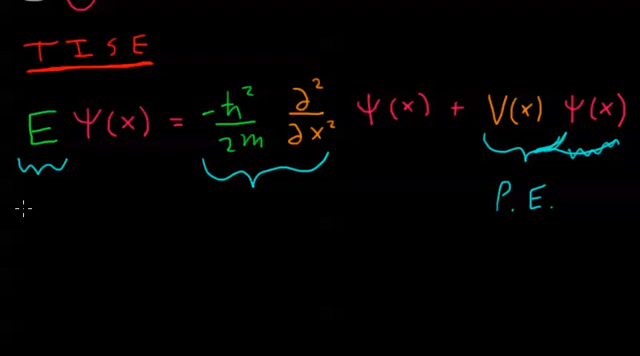 TISE
E Ψ(x) = -ħ²/2m ∂²/∂x² Ψ(x) + V(x) Ψ(x)
P.E.